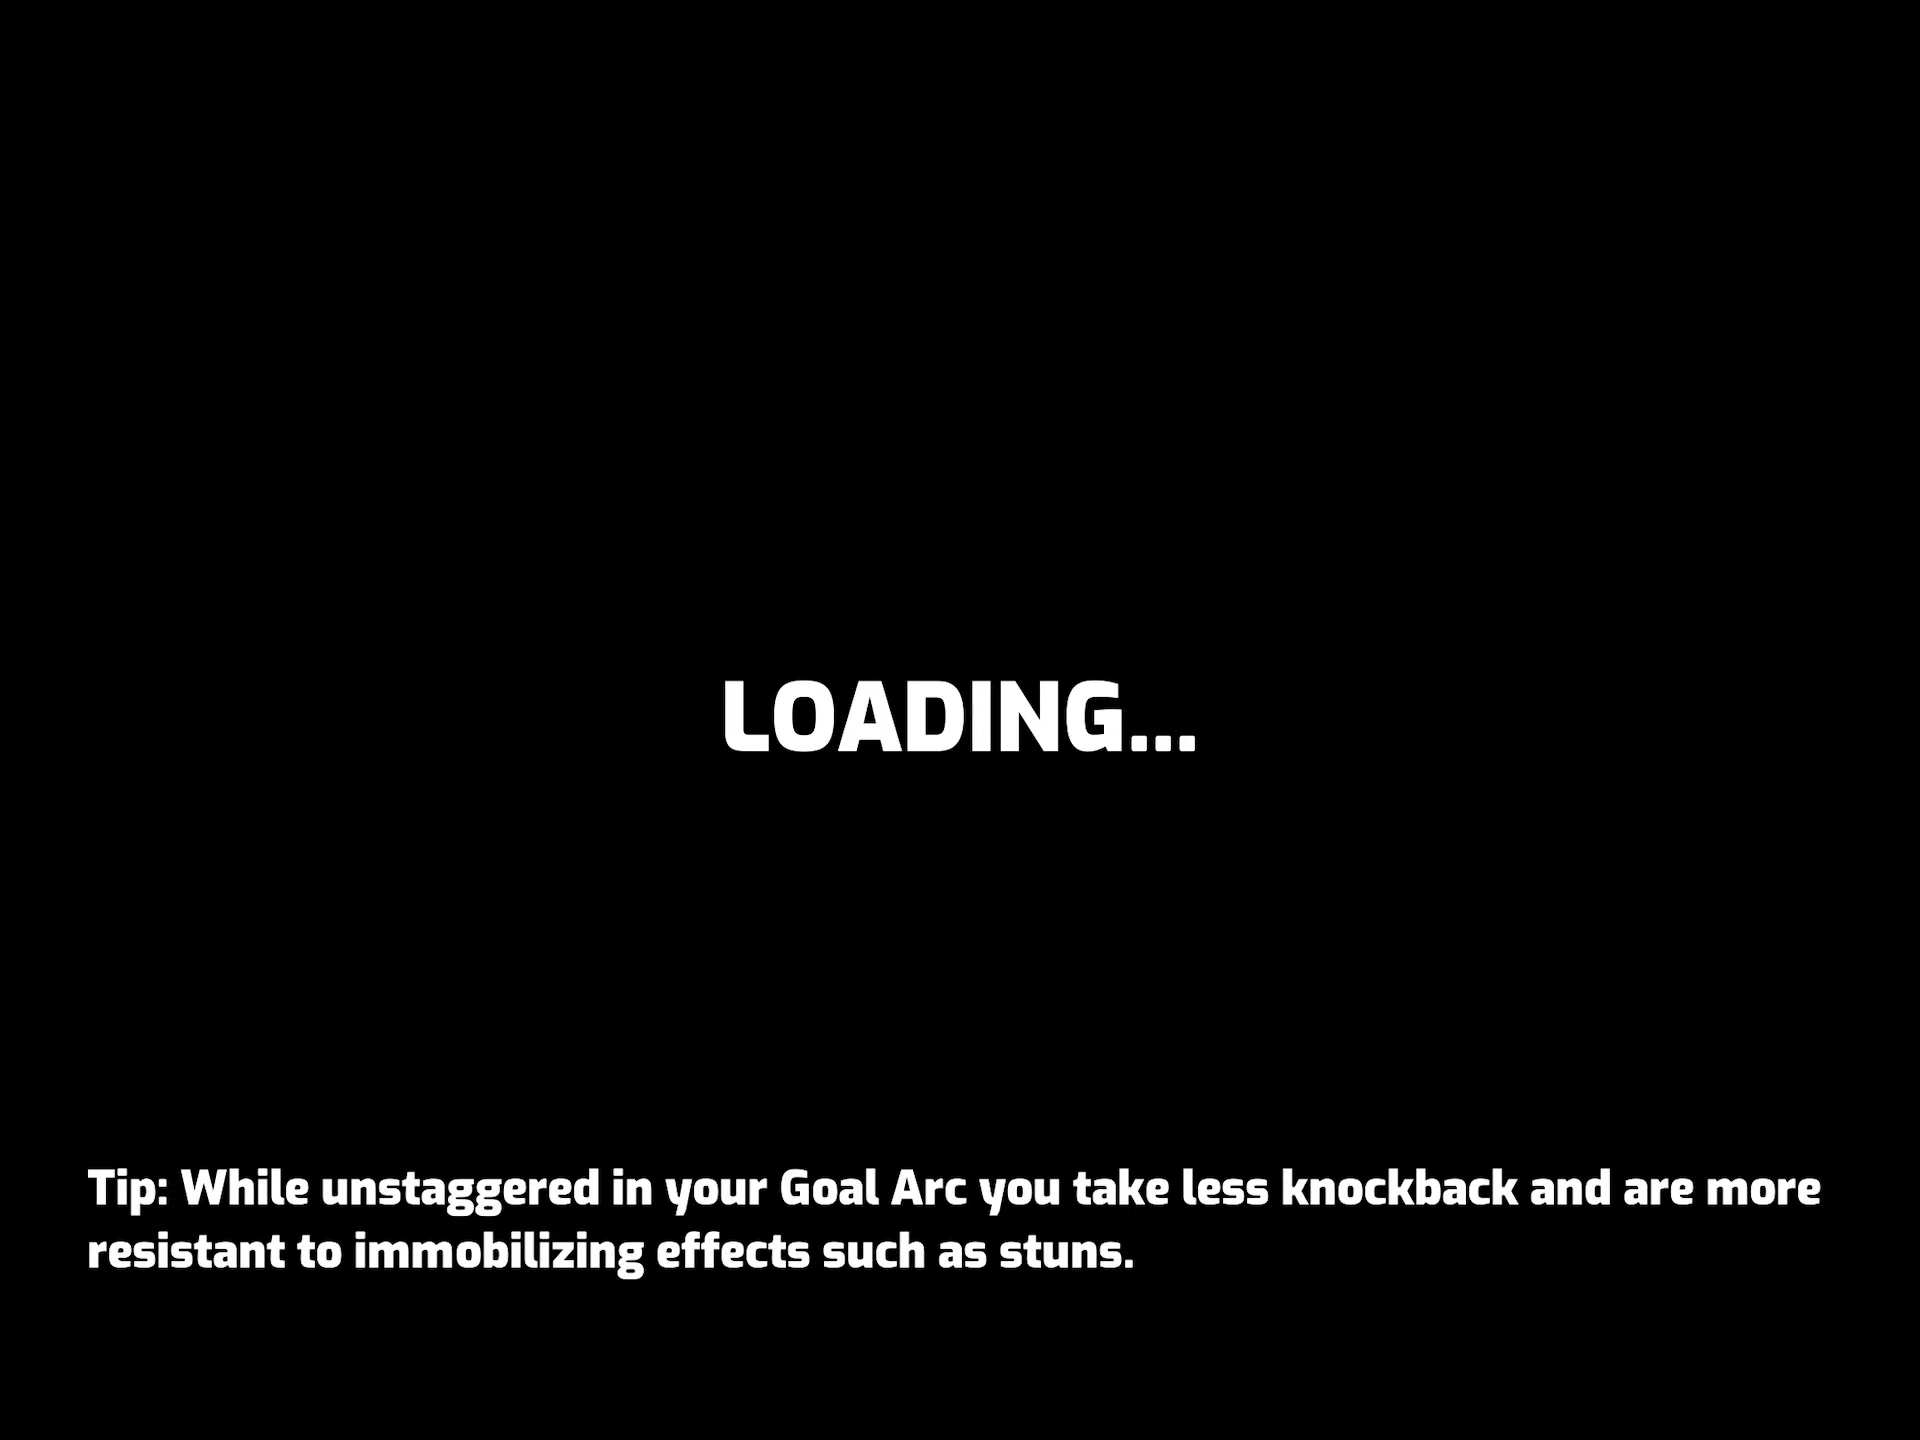 LOADING...
Tip: While unstaggered in your Goal Arc you take less knockback and are more
resistant to immobilizing effects such as stuns.